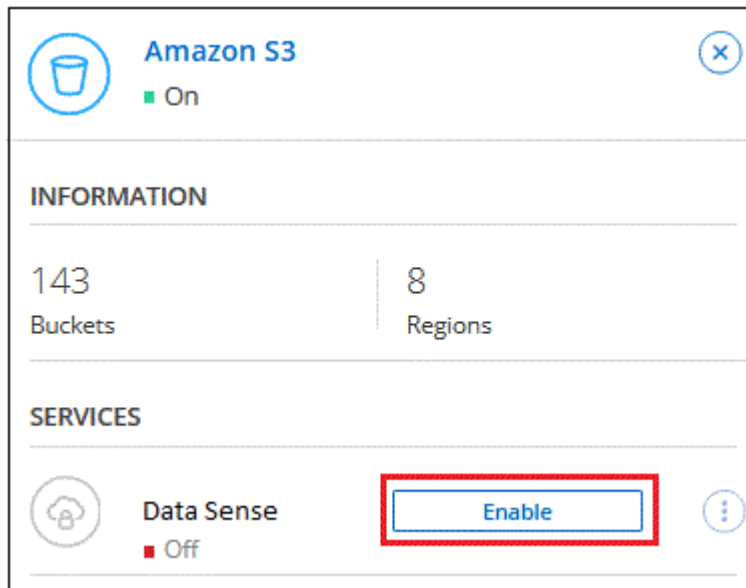 Amazon S3
On
INFORMATION
143
Buckets
8
Regions
SERVICES
Data Sense
Off
Enable